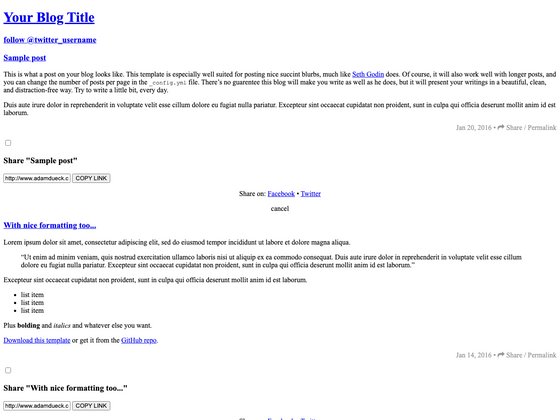 Your Blog Title
follow @twitter_username
Sample post
This is what a post on your blog looks like. This template is especially well suited for posting nice succint blurbs, much like Seth Godin does. Of course, it will also work well with longer posts, and
you can change the number of posts per page in the _config.yml file. There's no guarentee this blog will make you write as well as he does, but it will present your writings in a beautiful, clean,
and distraction-free way. Try to write a little bit, every day.
Duis aute irure dolor in reprehenderit in voluptate velit esse cillum dolore eu fugiat nulla pariatur. Excepteur sint occaecat cupidatat non proident, sunt in culpa qui officia deserunt mollit anim id est
laborum.
Jan 20, 2016 • Share / Permalink
Share "Sample post"
http://www.adamdueck.c COPY LINK
Share on: Facebook • Twitter
cancel
With nice formatting too...
Lorem ipsum dolor sit amet, consectetur adipiscing elit, sed do eiusmod tempor incididunt ut labore et dolore magna aliqua.
“Ut enim ad minim veniam, quis nostrud exercitation ullamco laboris nisi ut aliquip ex ea commodo consequat. Duis aute irure dolor in reprehenderit in voluptate velit esse cillum
dolore eu fugiat nulla pariatur. Excepteur sint occaecat cupidatat non proident, sunt in culpa qui officia deserunt mollit anim id est laborum.”
Excepteur sint occaecat cupidatat non proident, sunt in culpa qui officia deserunt mollit anim id est laborum.
list item
list item
list item
Plus bolding and italics and whatever else you want.
Download this template or get it from the GitHub repo.
Jan 14, 2016 • Share / Permalink
Share "With nice formatting too..."
http://www.adamdueck.c COPY LINK